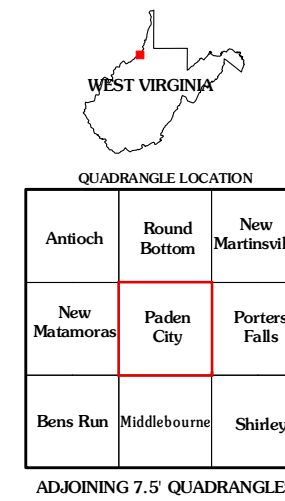 WEST VIRGINIA
QUADRANGLE LOCATION
Antioch
Round
Bottom
New
Martinsvil
New
Matamoras
Paden
City
Porters
Falls
Bens Run
Middlebourne
Shirley
ADJOINING 7.5' QUADRANGLES